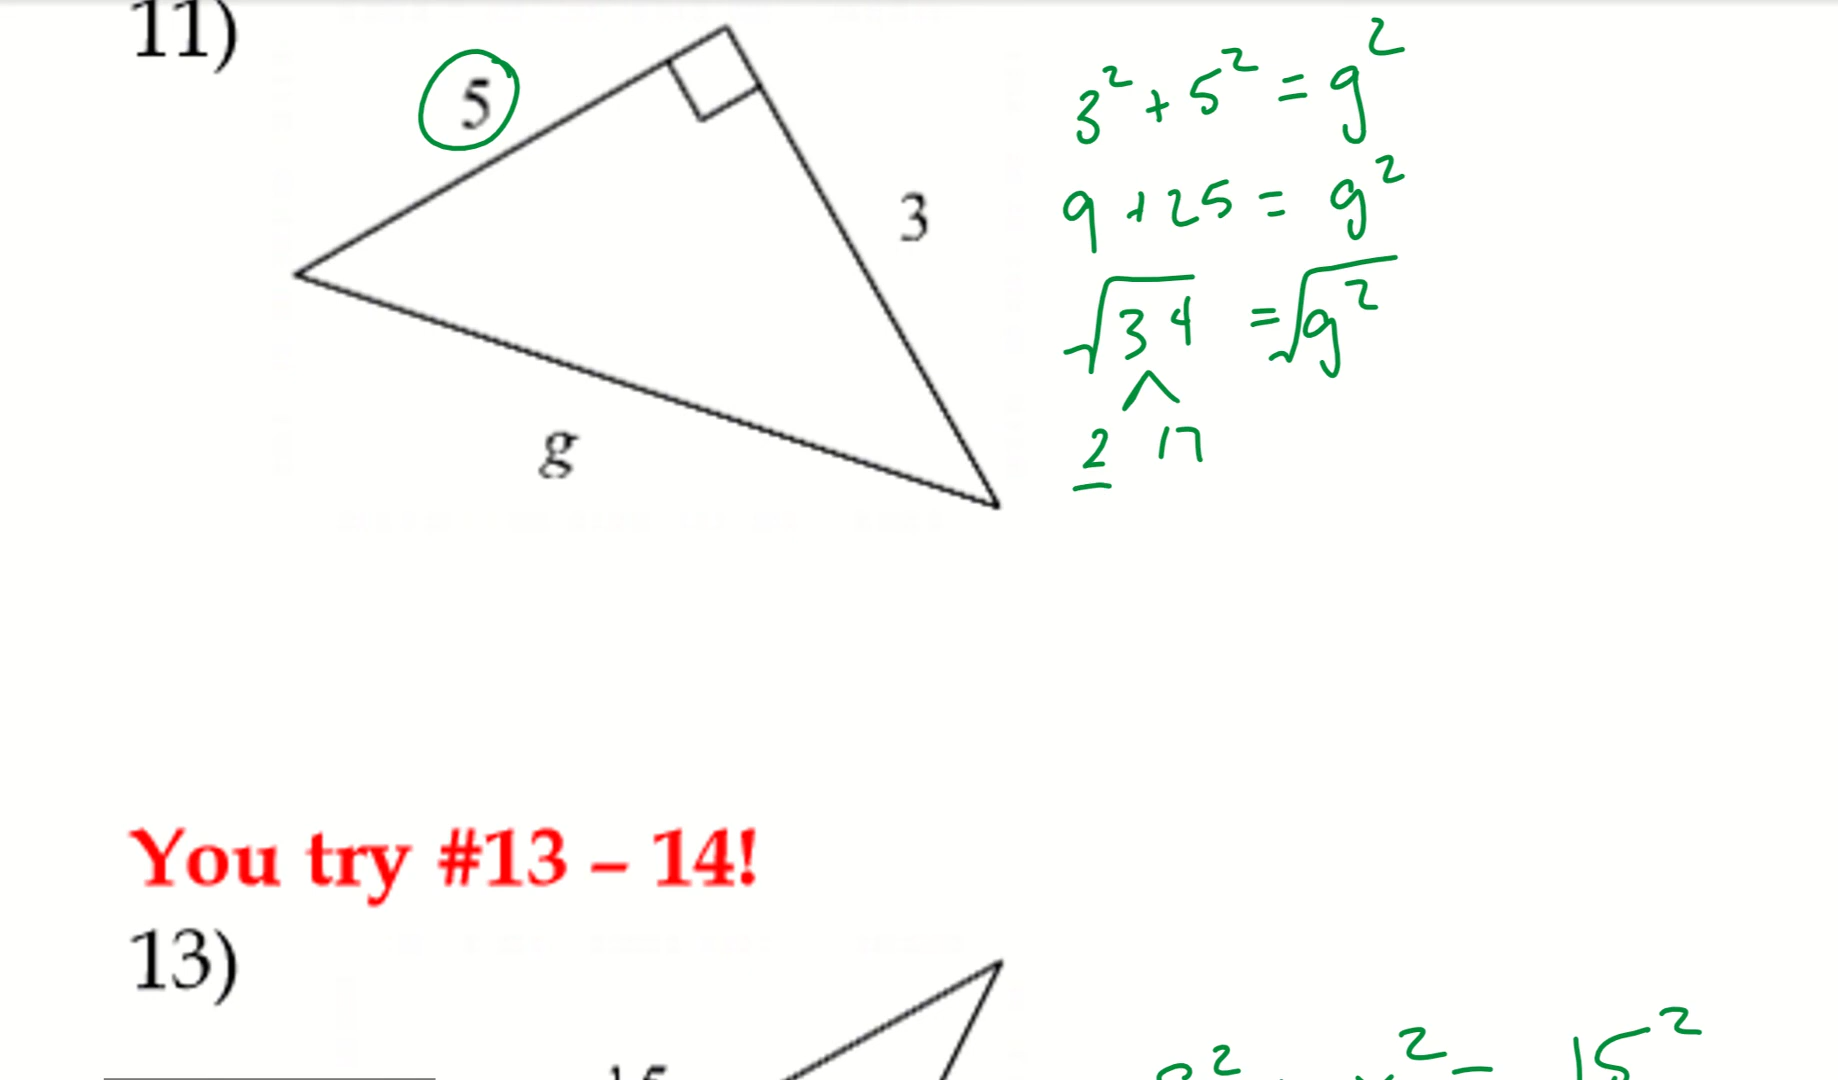 11)
5
3
g
3² + 5² = g²
9 + 25 = g²
√34 = √g²
2 17
You try #13 – 14!
13)
15²